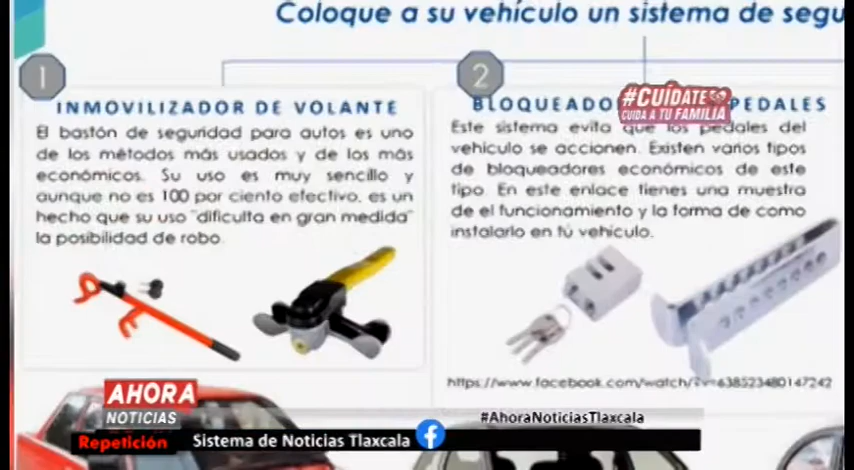 Coloque a su vehículo un sistema de segu
1
INMOVILIZADOR DE VOLANTE
El bastón de seguridad para autos es uno
de los métodos más usados y de los más
económicos. Su uso es muy sencillo y
aunque no es 100 por ciento efectivo, es un
hecho que su uso "dificulta en gran medida"
la posibilidad de robo.
2
BLOQUEADO PEDALES
#CUÍDATE
CUIDA A TU FAMILIA
Este sistema evita que los pedales del
vehículo se accionen. Existen varios tipos
de bloqueadores económicos de este
tipo. En este enlace tienes una muestra
de el funcionamiento y la forma de como
instalarlo en tú vehículo.
https://www.facebook.com/watch/?v=638523480147242
AHORA
NOTICIAS
#AhoraNoticiasTlaxcala
Repetición
Sistema de Noticias Tlaxcala